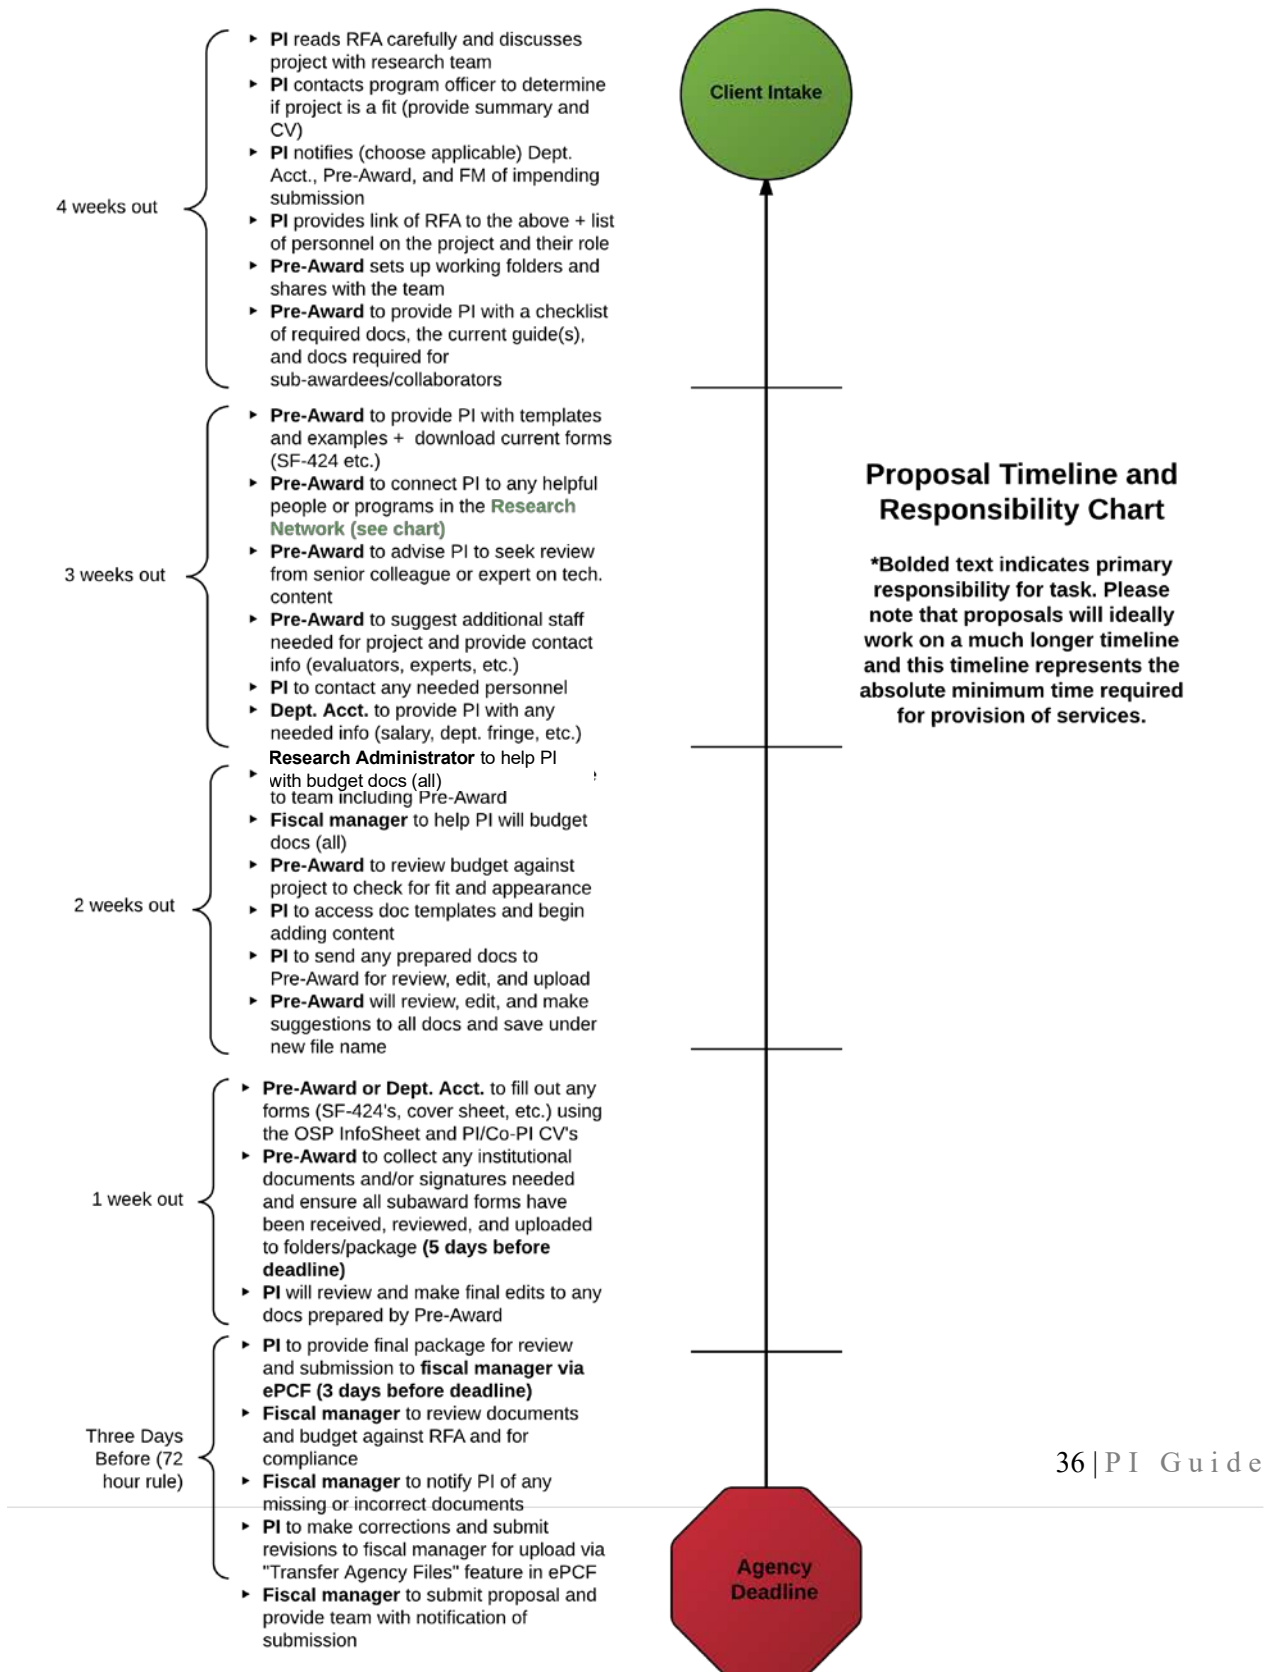 Client Intake
4 weeks out
‣ PI reads RFA carefully and discusses
project with research team
‣ PI contacts program officer to determine
if project is a fit (provide summary and
CV)
‣ PI notifies (choose applicable) Dept.
Acct., Pre-Award, and FM of impending
submission
‣ PI provides link of RFA to the above + list
of personnel on the project and their role
‣ Pre-Award sets up working folders and
shares with the team
‣ Pre-Award to provide PI with a checklist
of required docs, the current guide(s),
and docs required for
sub-awardees/collaborators
3 weeks out
‣ Pre-Award to provide PI with templates
and examples + download current forms
(SF-424 etc.)
‣ Pre-Award to connect PI to any helpful
people or programs in the Research
Network (see chart)
‣ Pre-Award to advise PI to seek review
from senior colleague or expert on tech.
content
‣ Pre-Award to suggest additional staff
needed for project and provide contact
info (evaluators, experts, etc.)
‣ PI to contact any needed personnel
‣ Dept. Acct. to provide PI with any
needed info (salary, dept. fringe, etc.)
Proposal Timeline and
Responsibility Chart
*Bolded text indicates primary
responsibility for task. Please
note that proposals will ideally
work on a much longer timeline
and this timeline represents the
absolute minimum time required
for provision of services.
2 weeks out
Research Administrator to help PI
‣ with budget docs (all)
to team including Pre-Award
‣ Fiscal manager to help PI will budget
docs (all)
‣ Pre-Award to review budget against
project to check for fit and appearance
‣ PI to access doc templates and begin
adding content
‣ PI to send any prepared docs to
Pre-Award for review, edit, and upload
‣ Pre-Award will review, edit, and make
suggestions to all docs and save under
new file name
1 week out
‣ Pre-Award or Dept. Acct. to fill out any
forms (SF-424's, cover sheet, etc.) using
the OSP InfoSheet and PI/Co-PI CV's
‣ Pre-Award to collect any institutional
documents and/or signatures needed
and ensure all subaward forms have
been received, reviewed, and uploaded
to folders/package (5 days before
deadline)
‣ PI will review and make final edits to any
docs prepared by Pre-Award
Three Days
Before (72
hour rule)
‣ PI to provide final package for review
and submission to fiscal manager via
ePCF (3 days before deadline)
‣ Fiscal manager to review documents
and budget against RFA and for
compliance
‣ Fiscal manager to notify PI of any
missing or incorrect documents
‣ PI to make corrections and submit
revisions to fiscal manager for upload via
"Transfer Agency Files" feature in ePCF
‣ Fiscal manager to submit proposal and
provide team with notification of
submission
Agency
Deadline
36 | PI Guide